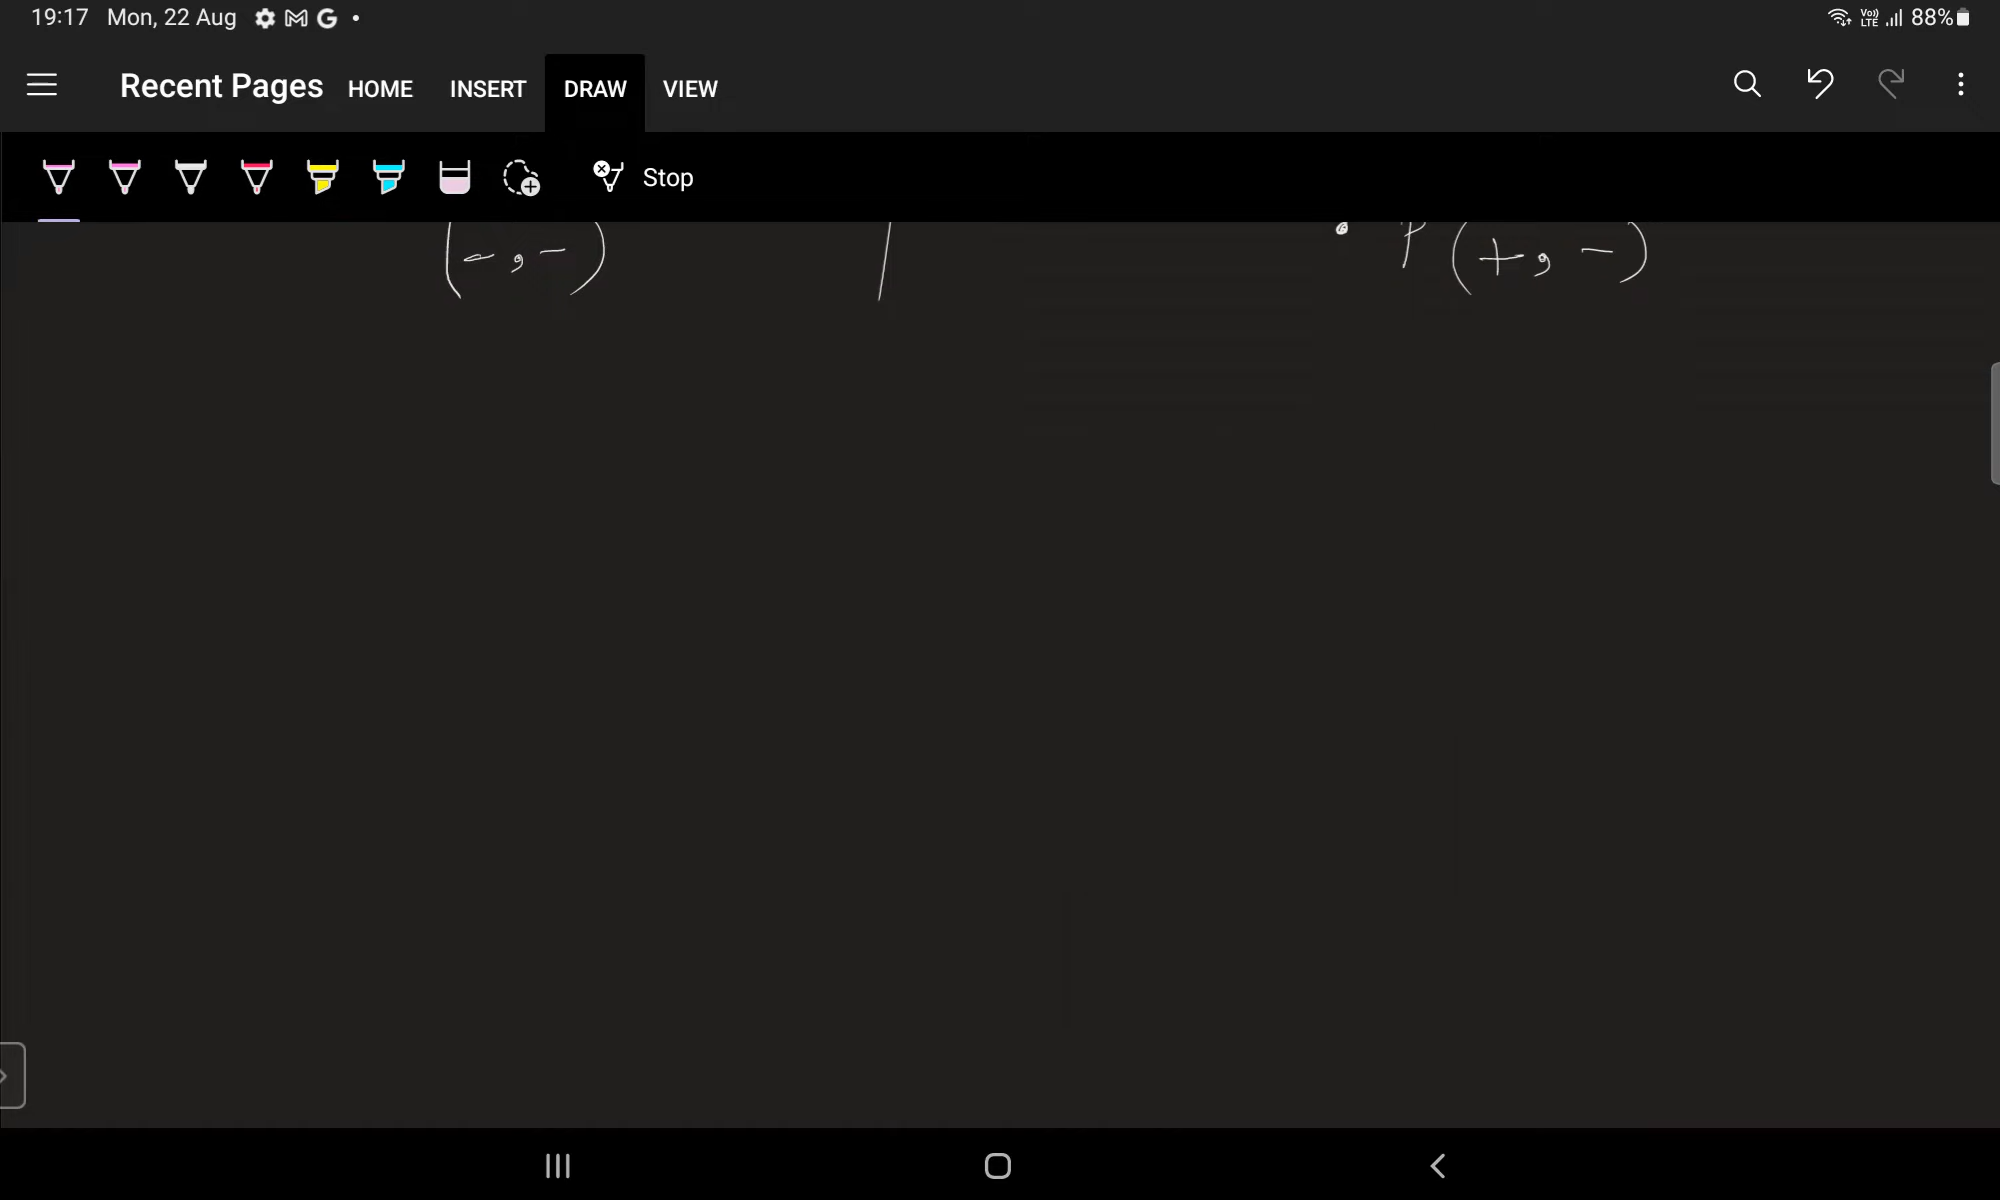 19:17 Mon, 22 Aug 88%
Recent Pages HOME INSERT DRAW VIEW
Stop
(-,-) P(+,-)